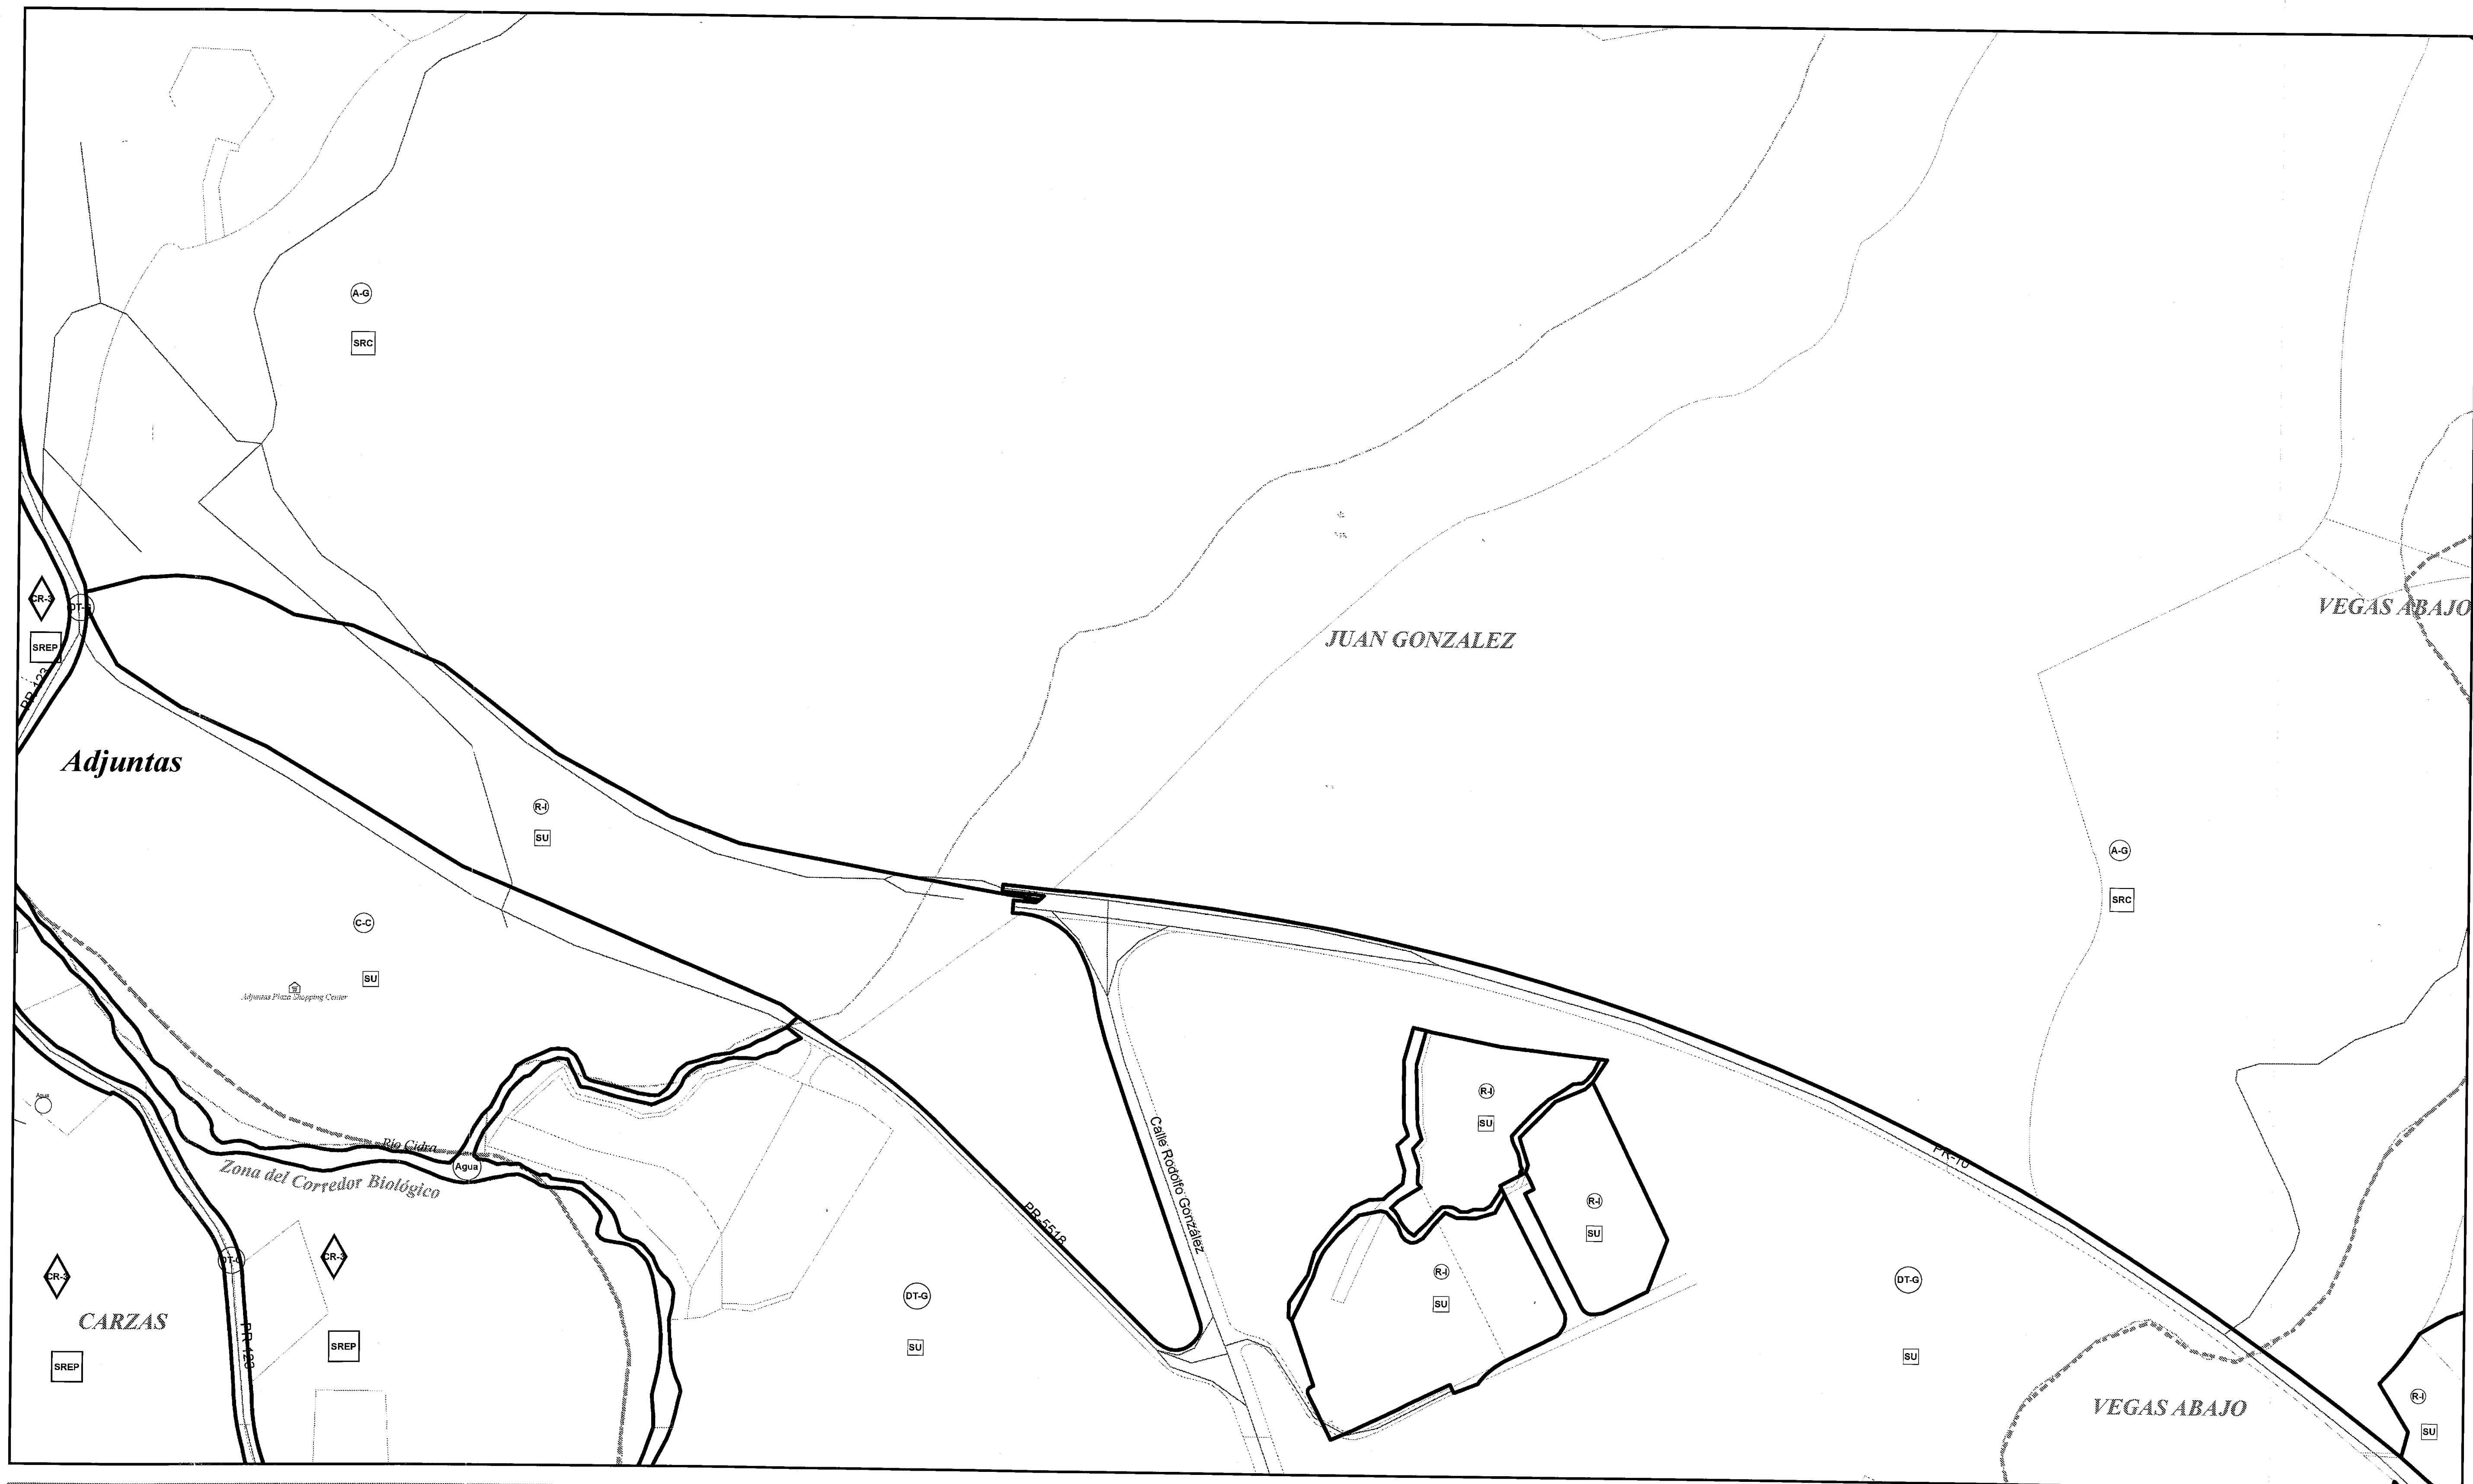 A-G
SRC
CR-3
DT-G
SREP
PR-123
JUAN GONZALEZ
VEGAS ABAJO
Adjuntas
R-I
SU
A-G
SRC
C-C
SU
Adjuntas Plaza Shopping Center
Agua
R-I
SU
Río Cidra
Agua
Zona del Corredor Biológico
Calle Rodolfo González
PR-10
R-I
SU
PR-5518
CR-3
DT-G
CR-3
R-I
SU
DT-G
SU
DT-G
SU
CARZAS
PR-123
SREP
SREP
VEGAS ABAJO
R-I
SU